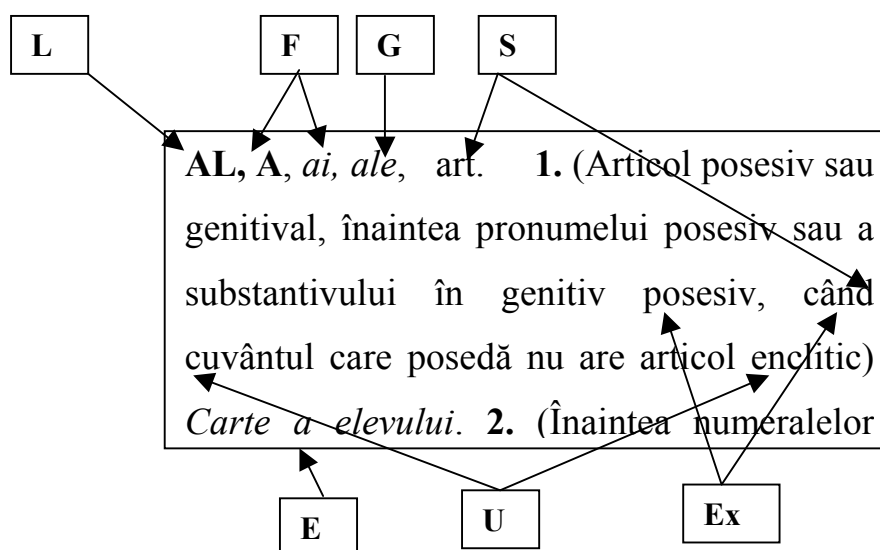 L F G S
AL, A, ai, ale, art. 1. (Articol posesiv sau
genitival, înaintea pronumelui posesiv sau a
substantivului în genitiv posesiv, când
cuvântul care posedă nu are articol enclitic)
Carte a elevului. 2. (Înaintea numeralelor
E U Ex